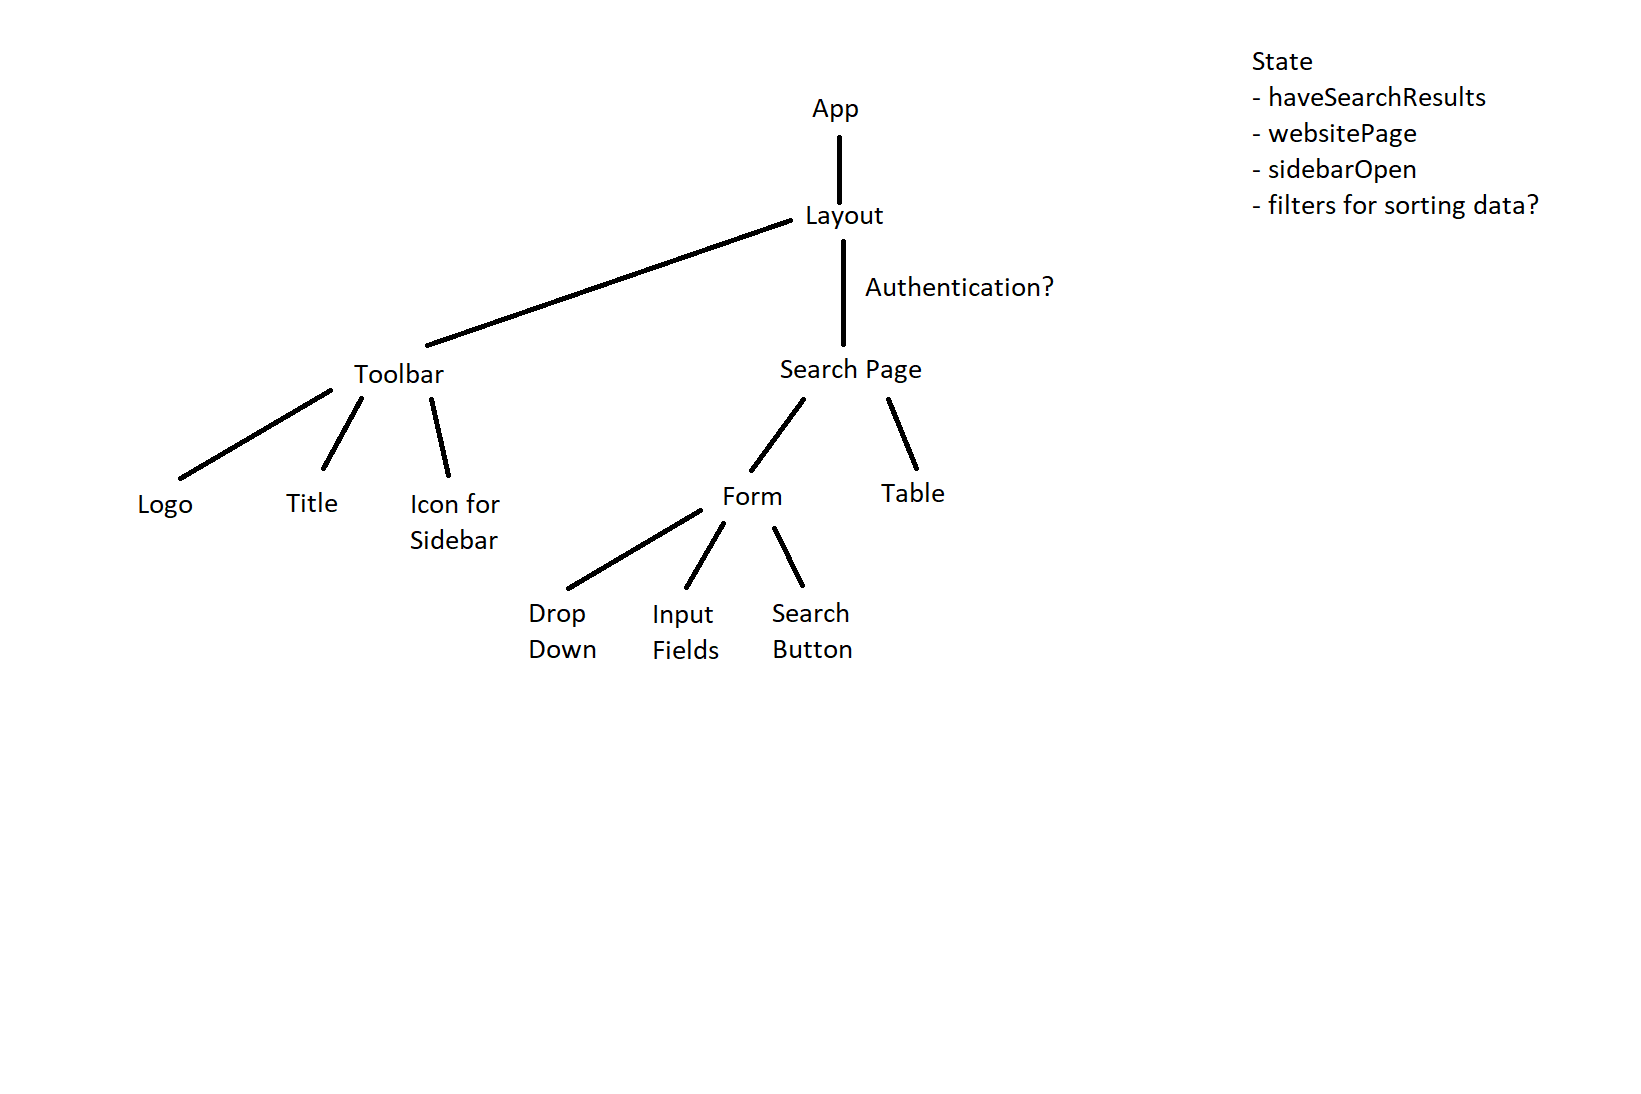 State
- haveSearchResults
- websitePage
- sidebarOpen
- filters for sorting data?
App
Layout
Authentication?
Toolbar
Search Page
Logo
Title
Icon for
Sidebar
Form
Table
Drop
Down
Input
Fields
Search
Button